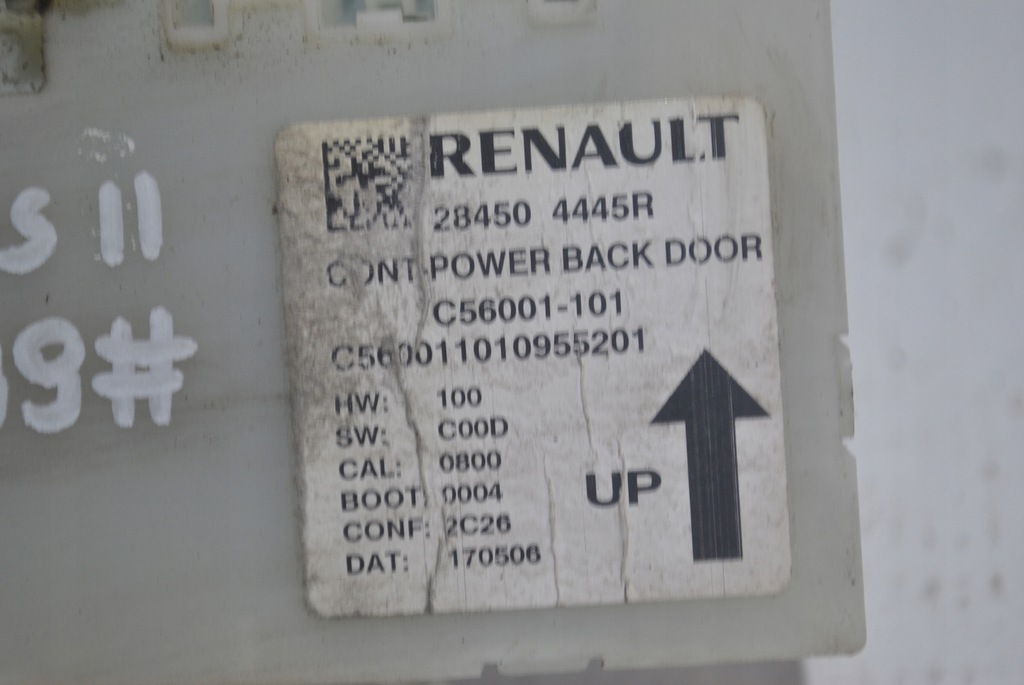 RENAULT
28450 4445R
CONT-POWER BACK DOOR
C56001-101
C560011010955201
HW: 100
SW: C00D
CAL: 0800
BOOT: 0004
CONF: 2C26
DAT: 170506
UP
S 11
9#